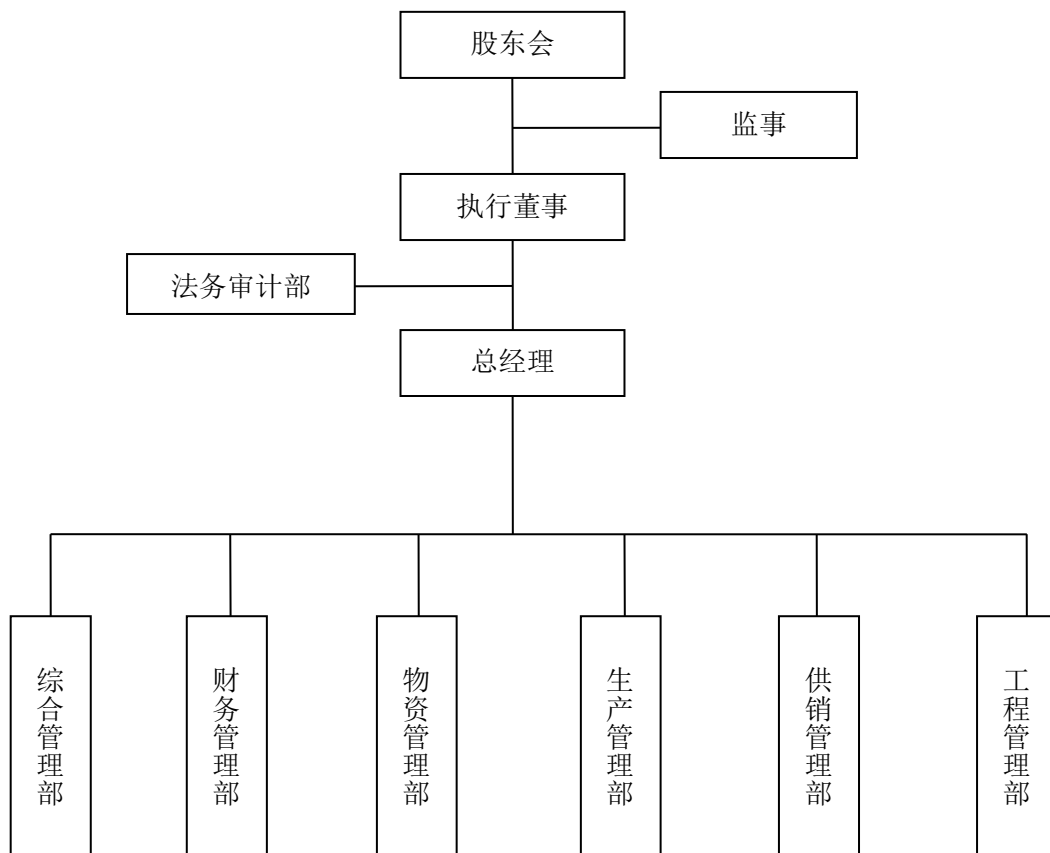 股东会
监事
执行董事
法务审计部
总经理
综合管理部
财务管理部
物资管理部
生产管理部
供销管理部
工程管理部